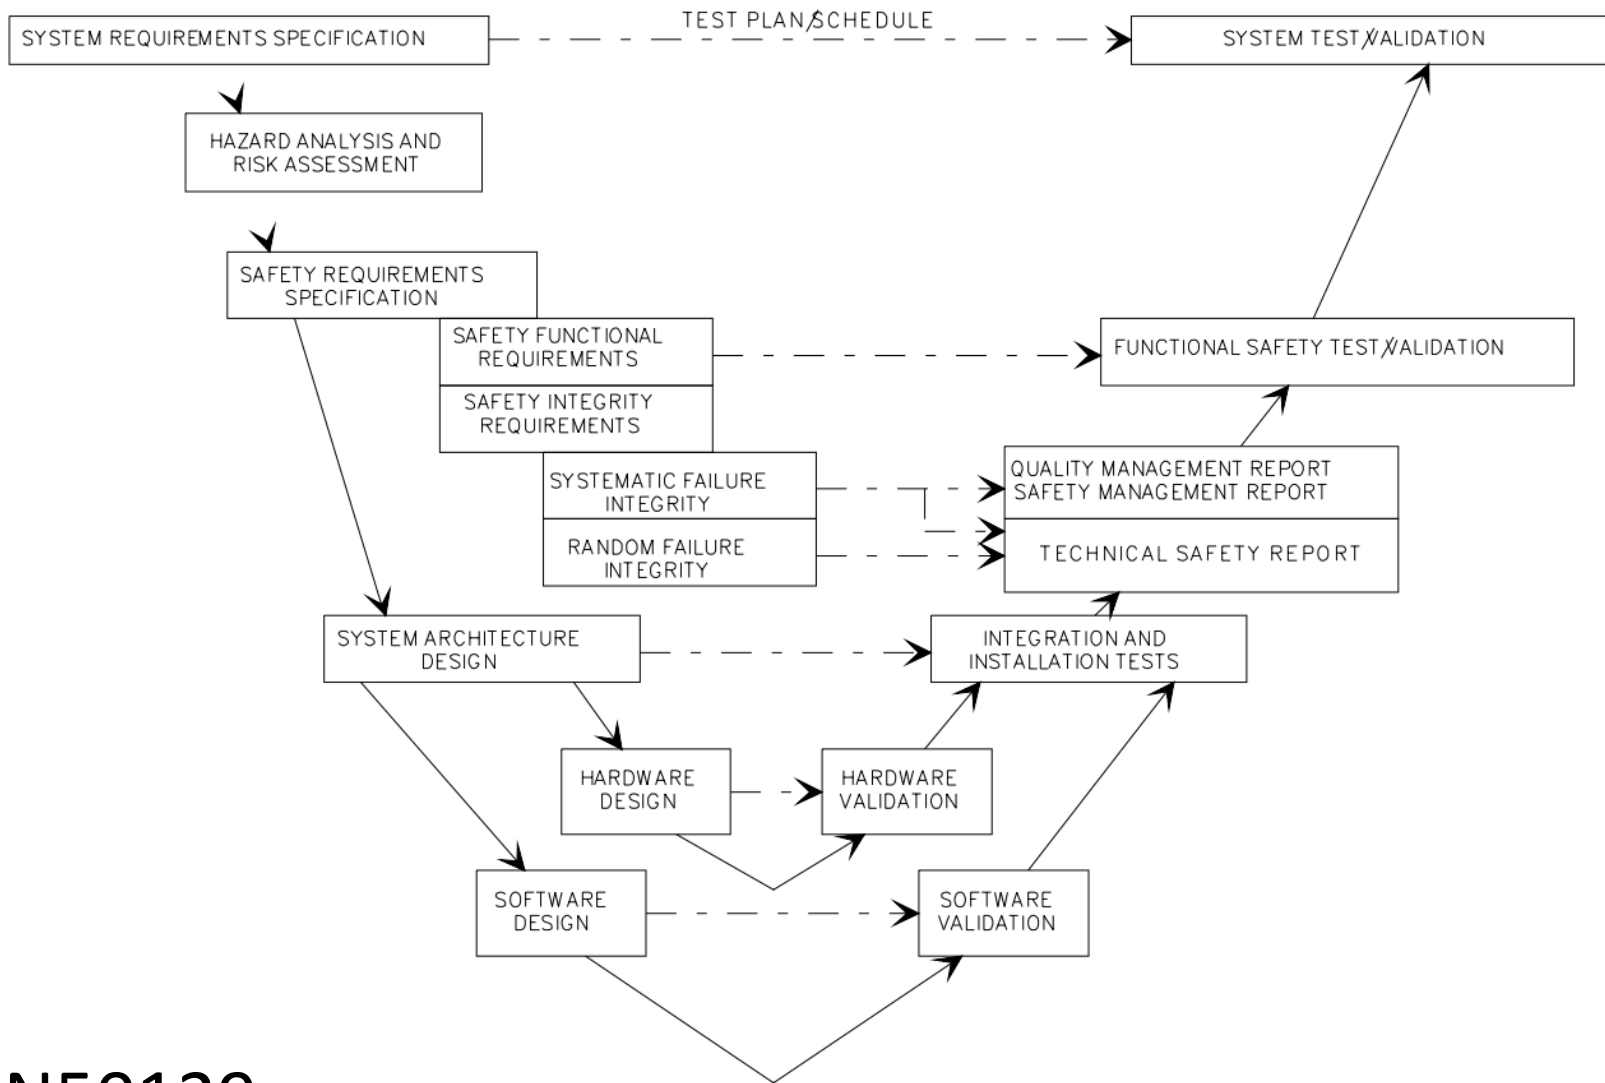 TEST PLAN/SCHEDULE
SYSTEM REQUIREMENTS SPECIFICATION
SYSTEM TEST/VALIDATION
HAZARD ANALYSIS AND
RISK ASSESSMENT
SAFETY REQUIREMENTS
SPECIFICATION
SAFETY FUNCTIONAL
REQUIREMENTS
FUNCTIONAL SAFETY TEST/VALIDATION
SAFETY INTEGRITY
REQUIREMENTS
SYSTEMATIC FAILURE
INTEGRITY
QUALITY MANAGEMENT REPORT
SAFETY MANAGEMENT REPORT
RANDOM FAILURE
INTEGRITY
TECHNICAL SAFETY REPORT
SYSTEM ARCHITECTURE
DESIGN
INTEGRATION AND
INSTALLATION TESTS
HARDWARE
DESIGN
HARDWARE
VALIDATION
SOFTWARE
DESIGN
SOFTWARE
VALIDATION